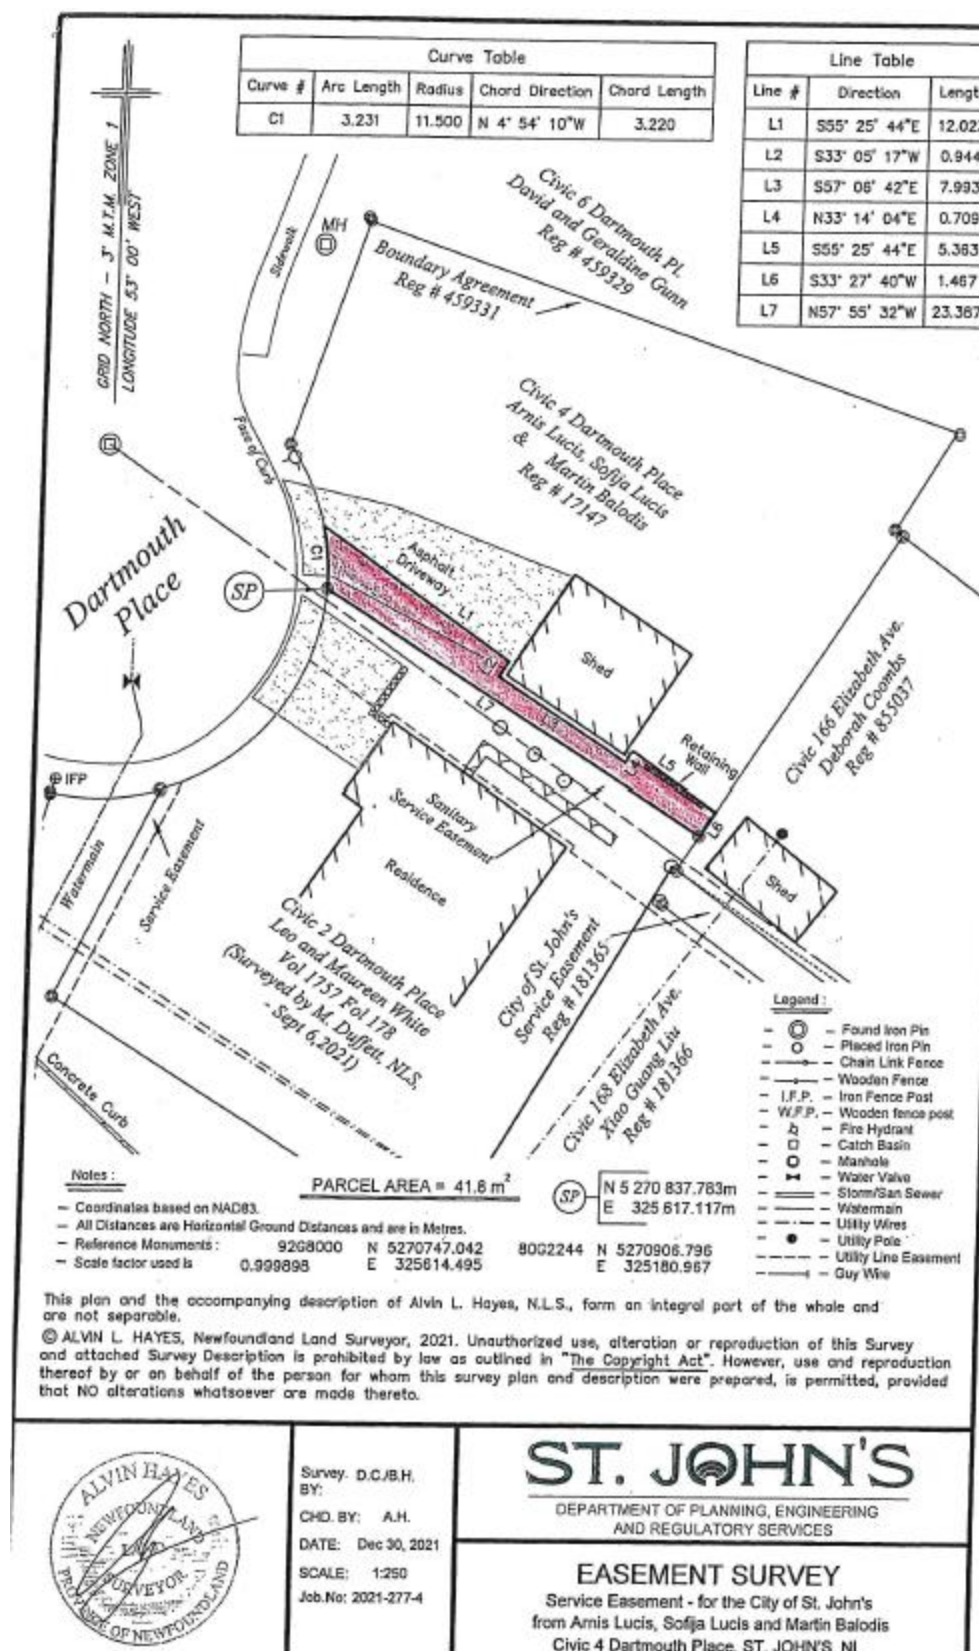 Curve Table
Curve # Arc Length Radius Chord Direction Chord Length
C1 3.231 11.500 N 4° 54' 10"W 3.220
Line Table
Line # Direction Lengt
L1 S55° 25' 44"E 12.02
L2 S33° 05' 17"W 0.944
L3 S57° 06' 42"E 7.993
L4 N33° 14' 04"E 0.709
L5 S55° 25' 44"E 5.383
L6 S33° 27' 40"W 1.467
L7 N57° 55' 32"W 23.387
GRID NORTH - 3° M.T.M. ZONE 1
LONGITUDE 53° 00' WEST
Sidewalk
MH
Civic 6 Dartmouth Pl.
David and Geraldine Gunn
Reg # 459329
Boundary Agreement
Reg # 459331
Civic 4 Dartmouth Place
Arnis Lucis, Sofija Lucis
& Martin Balodis
Reg # 17147
Face of Curb
Dartmouth
Place
SP
C1
Asphalt
Driveway
L1
L7
L5
L6
Shed
Retaining
Wall
Civic 166 Elizabeth Ave.
Deborah Coombs
Reg # 855037
Shed
IFP
Watermain
Service Easement
Sanitary
Service Easement
Residence
Civic 2 Dartmouth Place
Leo and Maureen White
Vol 1757 Fol 178
(Surveyed by M. Duffett, NLS,
- Sept 6,2021)
City of St. John's
Service Easement
Reg # 181365
Civic 168 Elizabeth Ave.
Xiao Guang Liu
Reg # 181366
Concrete Curb
Legend :
- Found Iron Pin
- Placed Iron Pin
- Chain Link Fence
- Wooden Fence
- I.F.P. - Iron Fence Post
- W.F.P. - Wooden fence post
- Fire Hydrant
- Catch Basin
- Manhole
- Water Valve
- Storm/San Sewer
- Watermain
- Utility Wires
- Utility Pole
- Utility Line Easement
- Guy Wire
Notes :
PARCEL AREA = 41.6 m²
SP N 5 270 837.763m
E 325 617.117m
- Coordinates based on NAD83.
- All Distances are Horizontal Ground Distances and are in Metres.
- Reference Monuments : 92G8000 N 5270747.042 80G2244 N 5270906.796
- Scale factor used is 0.999898 E 325614.495 E 325180.967
This plan and the accompanying description of Alvin L. Hayes, N.L.S., form an integral part of the whole and
are not separable.
© ALVIN L. HAYES, Newfoundland Land Surveyor, 2021. Unauthorized use, alteration or reproduction of this Survey
and attached Survey Description is prohibited by law as outlined in "The Copyright Act". However, use and reproduction
thereof by or on behalf of the person for whom this survey plan and description were prepared, is permitted, provided
that NO alterations whatsoever are made thereto.
ALVIN HAYES
NEWFOUNDLAND
SURVEYOR
PROVINCE OF NEWFOUNDLAND
Survey. D.C./B.H.
BY:
CHD. BY: A.H.
DATE: Dec 30, 2021
SCALE: 1:250
Job.No: 2021-277-4
ST. JOHN'S
DEPARTMENT OF PLANNING, ENGINEERING
AND REGULATORY SERVICES
EASEMENT SURVEY
Service Easement - for the City of St. John's
from Arnis Lucis, Sofija Lucis and Martin Balodis
Civic 4 Dartmouth Place, ST. JOHN'S, NL